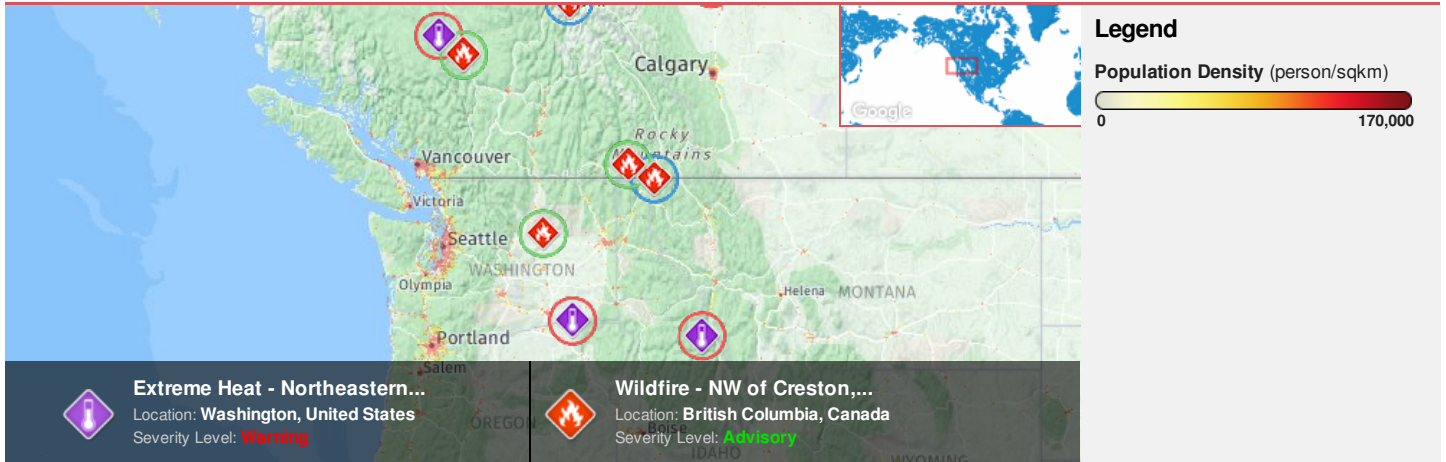 Calgary
Rocky
Mountains
Vancouver
Victoria
Seattle
WASHINGTON
Olympia
Helena
MONTANA
Portland
Salem
OREGON
Boise
IDAHO
WYOMING
Google
Legend
Population Density (person/sqkm)
0 170,000
Extreme Heat - Northeastern...
Location: Washington, United States
Severity Level: Warning
Wildfire - NW of Creston,...
Location: British Columbia, Canada
Severity Level: Advisory